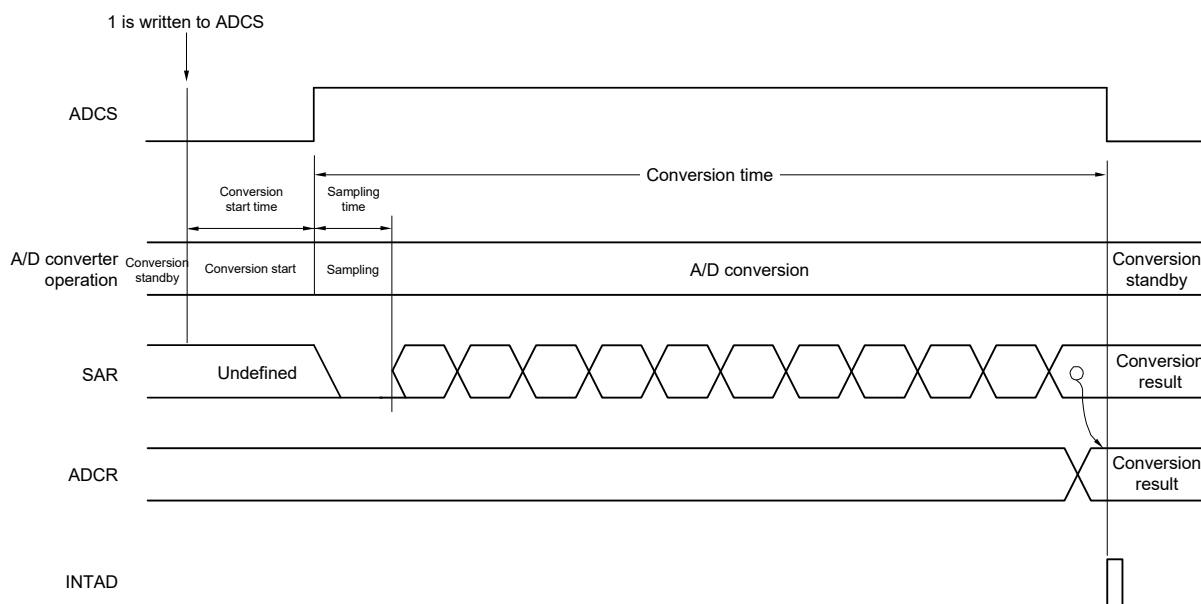 1 is written to ADCS
ADCS
Conversion time
Conversion
start time
Sampling
time
A/D converter
operation
Conversion
standby
Conversion start
Sampling
A/D conversion
Conversion
standby
SAR
Undefined
Conversion
result
ADCR
Conversion
result
INTAD